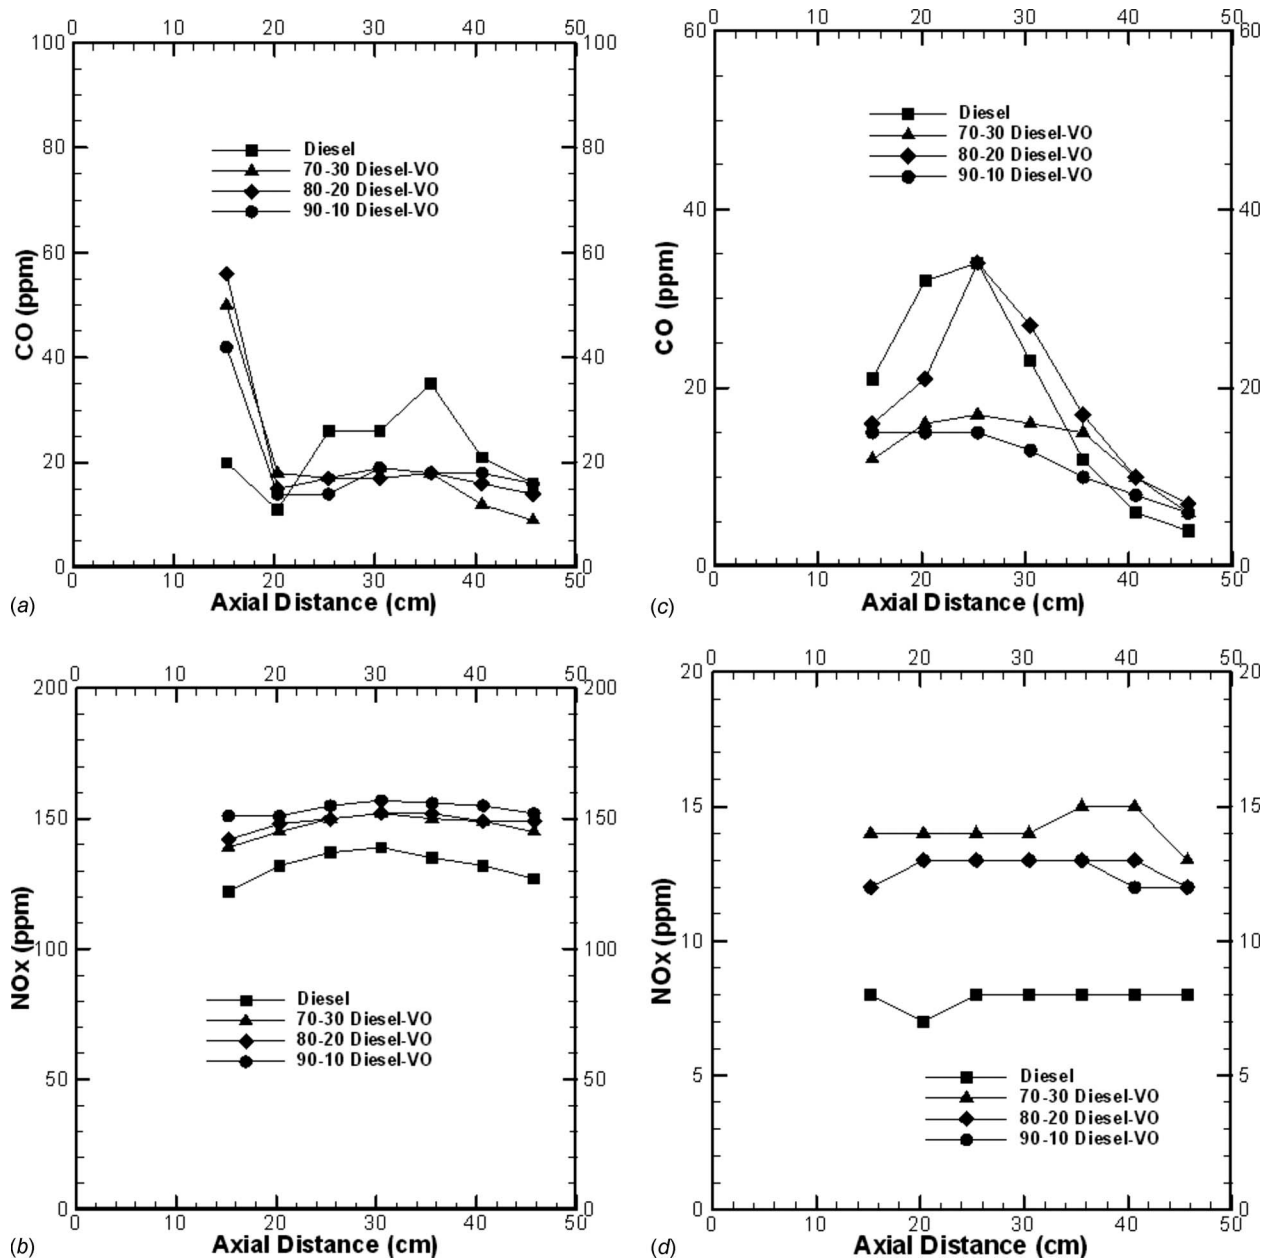 0 10 20 30 40 50
100 100
80 80
60 60
40 40
20 20
0 0
0 10 20 30 40 50
CO (ppm)
Axial Distance (cm)
Diesel
70-30 Diesel-VO
80-20 Diesel-VO
90-10 Diesel-VO
(a)
0 10 20 30 40 50
60 60
40 40
20 20
0 0
0 10 20 30 40 50
CO (ppm)
Axial Distance (cm)
Diesel
70-30 Diesel-VO
80-20 Diesel-VO
90-10 Diesel-VO
(c)
0 10 20 30 40 50
200 200
150 150
100 100
50 50
0 0
0 10 20 30 40 50
NOx (ppm)
Axial Distance (cm)
Diesel
70-30 Diesel-VO
80-20 Diesel-VO
90-10 Diesel-VO
(b)
0 10 20 30 40 50
20 20
15 15
10 10
5 5
0 0
0 10 20 30 40 50
NOx (ppm)
Axial Distance (cm)
Diesel
70-30 Diesel-VO
80-20 Diesel-VO
90-10 Diesel-VO
(d)